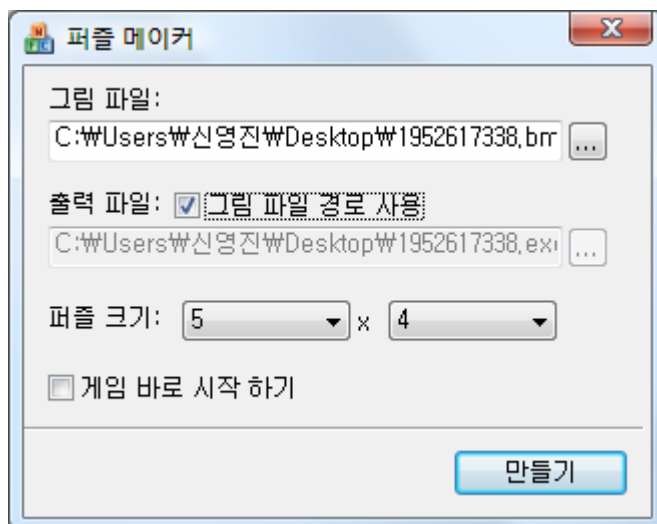 퍼즐 메이커
그림 파일:
C:₩Users₩신영진₩Desktop₩1952617338.bm
...
출력 파일: 그림 파일 경로 사용
C:₩Users₩신영진₩Desktop₩1952617338.ex
...
퍼즐 크기: 5 x 4
게임 바로 시작 하기
만들기